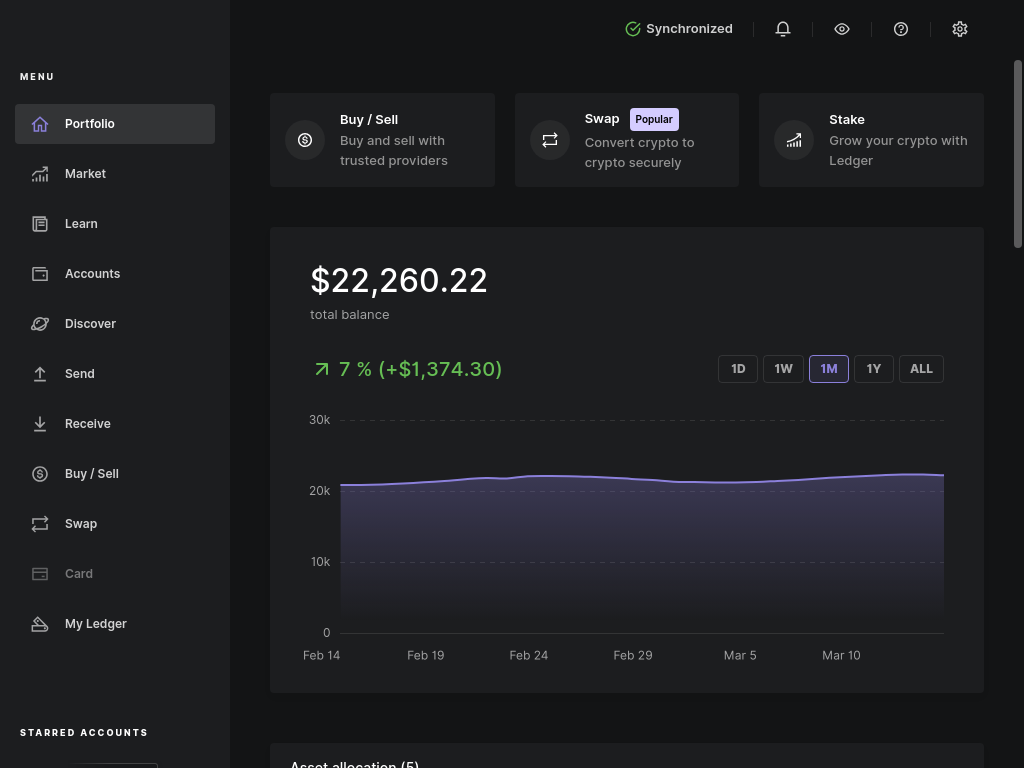 Synchronized
MENU
Portfolio
Market
Learn
Accounts
Discover
Send
Receive
Buy / Sell
Swap
Card
My Ledger
STARRED ACCOUNTS
Buy / Sell
Buy and sell with
trusted providers
Swap Popular
Convert crypto to
crypto securely
Stake
Grow your crypto with
Ledger
$22,260.22
total balance
7 % (+$1,374.30)
1D 1W 1M 1Y ALL
30k
20k
10k
0
Feb 14 Feb 19 Feb 24 Feb 29 Mar 5 Mar 10
Asset allocation (5)